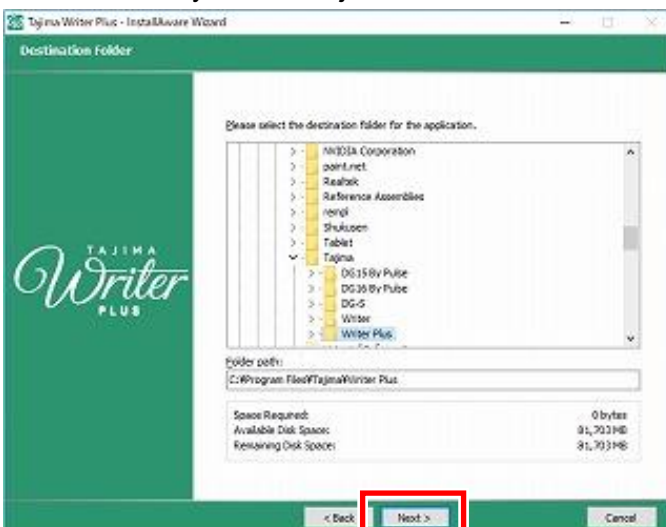 Tajima Writer Plus - InstallAware Wizard
Destination Folder
Please select the destination folder for the application.
NVIDIA Corporation
paint.net
Realtek
Reference Assemblies
rempi
Shukusen
Tablet
Tajima
DG15 By Pulse
DG16 By Pulse
DG-S
Writer
Writer Plus
TAJIMA
Writer
PLUS
Folder path:
C:¥Program Files¥Tajima¥Writer Plus
Space Required: 0 bytes
Available Disk Space: 81,703 MB
Remaining Disk Space: 81,703 MB
< Back Next > Cancel